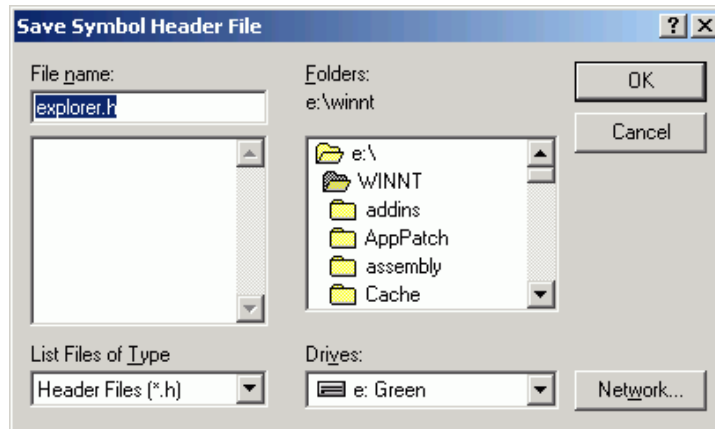 Save Symbol Header File
File name:
explorer.h
Folders:
e:\winnt
e:\
WINNT
addins
AppPatch
assembly
Cache
OK
Cancel
List Files of Type
Header Files (*.h)
Drives:
e: Green
Network...